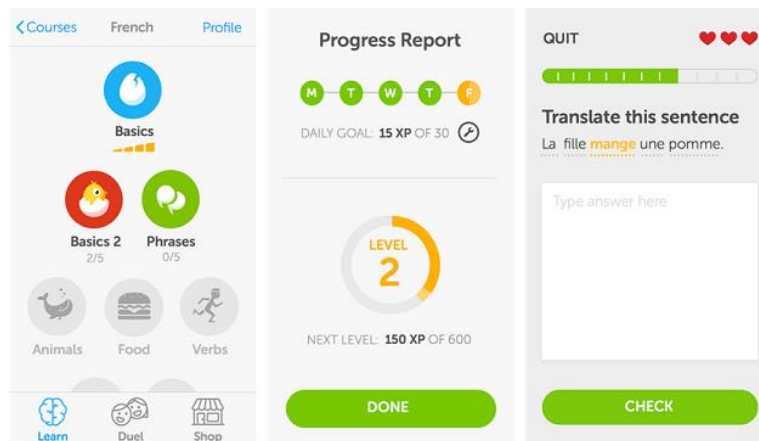 Courses French Profile
Basics
Basics 2 Phrases
2/5 0/5
Animals Food Verbs
Learn Duel Shop
Progress Report
M T W T F
DAILY GOAL: 15 XP OF 30
LEVEL
2
NEXT LEVEL: 150 XP OF 600
DONE
QUIT
Translate this sentence
La fille mange une pomme.
Type answer here
CHECK